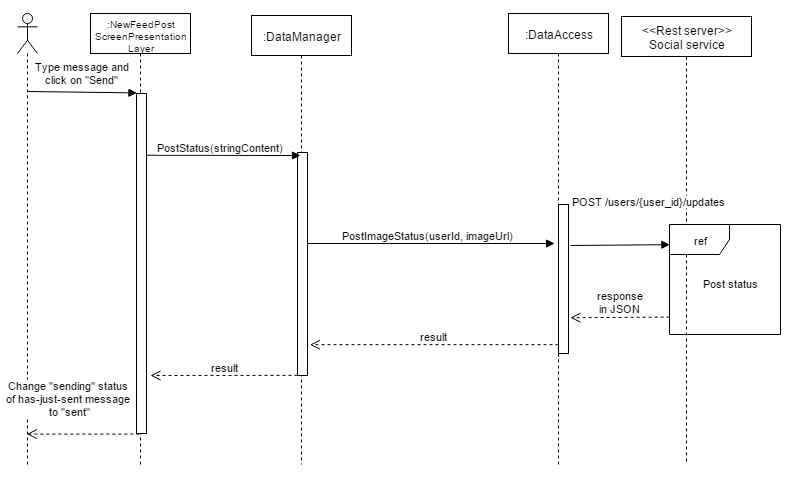 :NewFeedPost
ScreenPresentation
Layer
:DataManager
:DataAccess
<<Rest server>>
Social service
Type message and
click on "Send"
PostStatus(stringContent)
POST /users/{user_id}/updates
PostImageStatus(userId, imageUrl)
ref
Post status
response
in JSON
result
result
Change "sending" status
of has-just-sent message
to "sent"